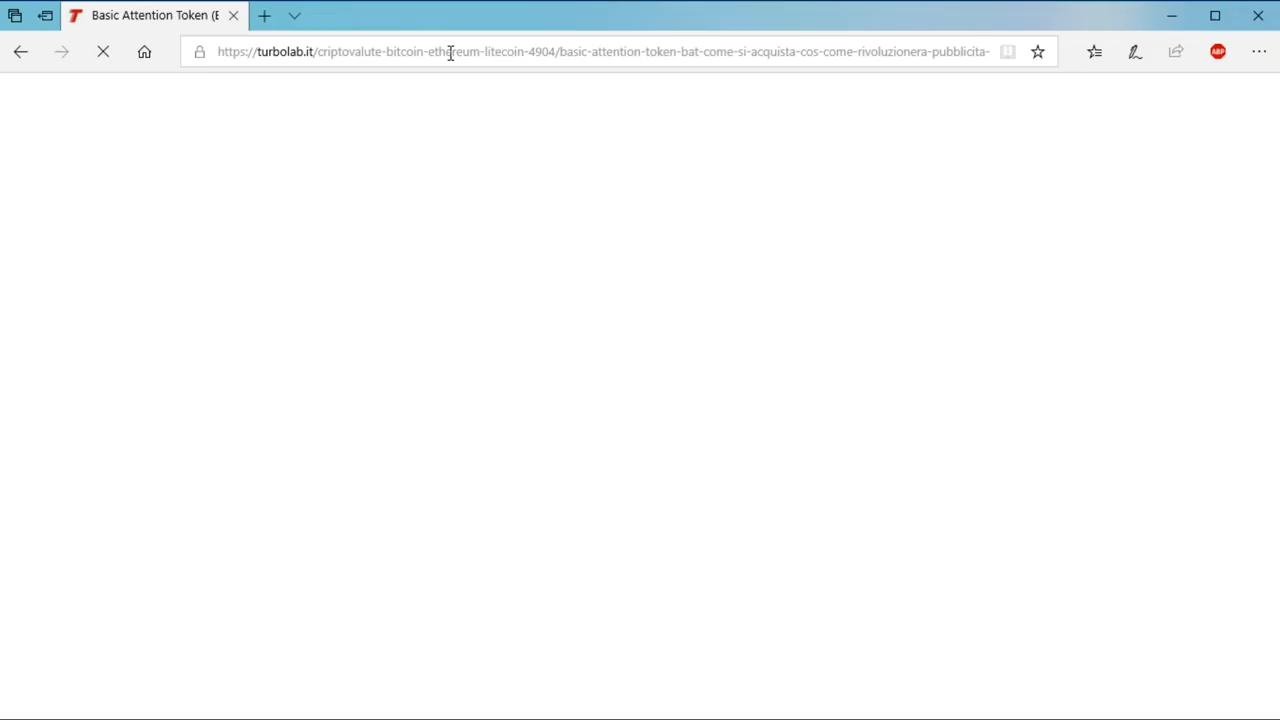 Basic Attention Token (E
https://turbolab.it/criptovalute-bitcoin-ethereum-litecoin-4904/basic-attention-token-bat-come-si-acquista-cos-come-rivoluzionera-pubblicita-
ABP